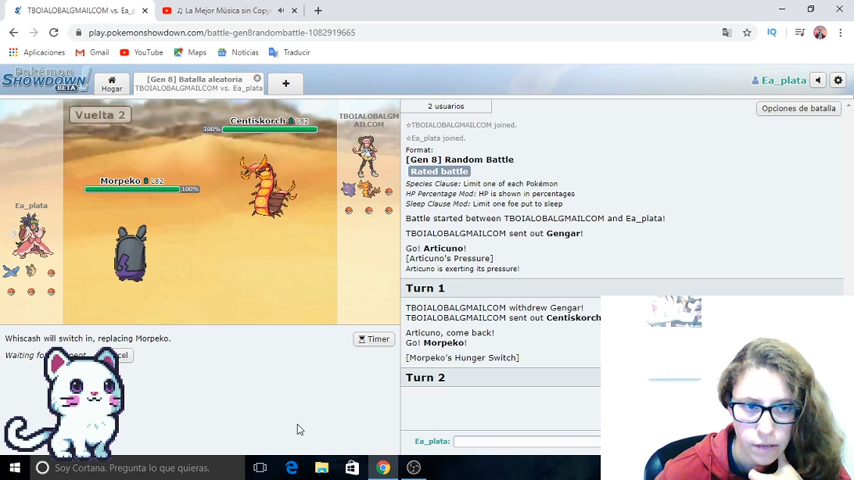 TBOIALOBALGMAILCOM vs. Ea_pl
La Mejor Música sin Copy
play.pokemonshowdown.com/battle-gen8randombattle-1082919665
Aplicaciones
Gmail
YouTube
Maps
Noticias
Traducir
Pokémon
SHOWDOWN
BETA
Hogar
[Gen 8] Batalla aleatoria
TBOIALOBALGMAILCOM vs. Ea_plata
Ea_plata
Vuelta 2
Centiskorch L82
100%
Morpeko L82
100%
Ea_plata
TBOIALOBALGMAILCOM
2 usuarios
Opciones de batalla
☆TBOIALOBALGMAILCOM joined.
☆Ea_plata joined.
Format:
[Gen 8] Random Battle
Rated battle
Species Clause: Limit one of each Pokémon
HP Percentage Mod: HP is shown in percentages
Sleep Clause Mod: Limit one foe put to sleep
Battle started between TBOIALOBALGMAILCOM and Ea_plata!
TBOIALOBALGMAILCOM sent out Gengar!
Go! Articuno!
[Articuno's Pressure]
Articuno is exerting its pressure!
Turn 1
TBOIALOBALGMAILCOM withdrew Gengar!
TBOIALOBALGMAILCOM sent out Centiskorch
Articuno, come back!
Go! Morpeko!
[Morpeko's Hunger Switch]
Turn 2
Whiscash will switch in, replacing Morpeko.
Waiting fo
Timer
Ea_plata:
Soy Cortana. Pregunta lo que quieras.